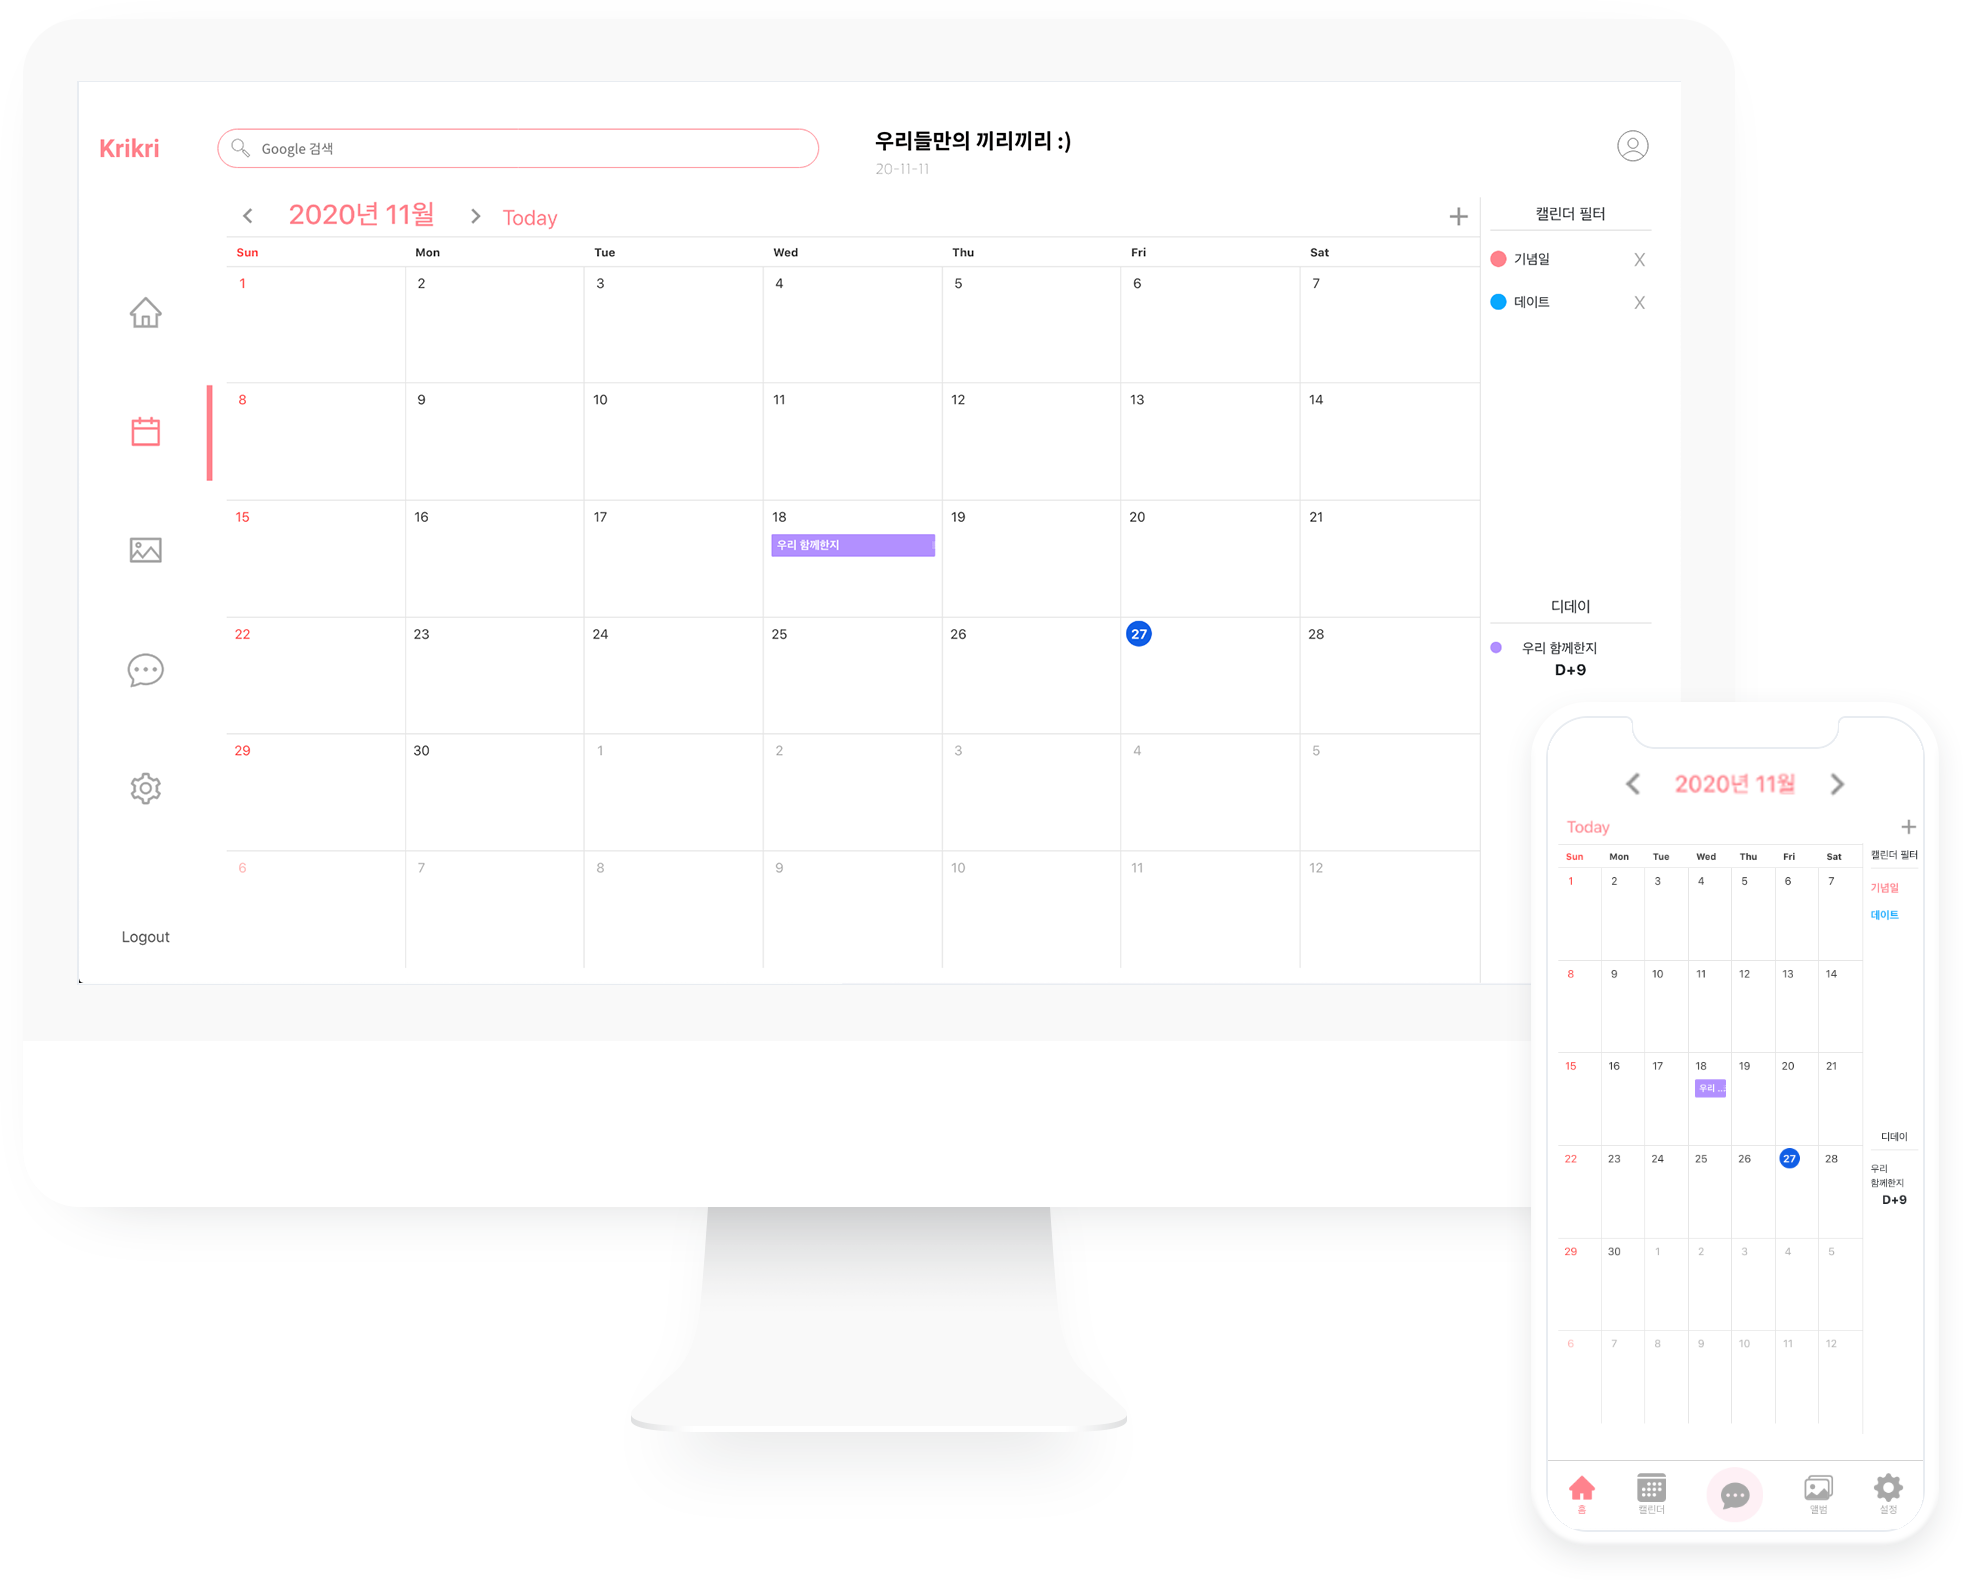 Krikri
Google 검색
우리들만의 끼리끼리 :)
20-11-11
2020년 11월
Today
캘린더 필터
Sun Mon Tue Wed Thu Fri Sat
기념일 X
데이트 X
1 2 3 4 5 6 7
8 9 10 11 12 13 14
15 16 17 18 19 20 21
우리 함께한지
22 23 24 25 26 27 28
29 30 1 2 3 4 5
6 7 8 9 10 11 12
디데이
우리 함께한지
D+9
Logout
2020년 11월
Today
Sun Mon Tue Wed Thu Fri Sat
캘린더 필터
기념일
데이트
1 2 3 4 5 6 7
8 9 10 11 12 13 14
15 16 17 18 19 20 21
우리 ...
22 23 24 25 26 27 28
29 30 1 2 3 4 5
6 7 8 9 10 11 12
디데이
우리
함께한지
D+9
홈 캘린더 앨범 설정